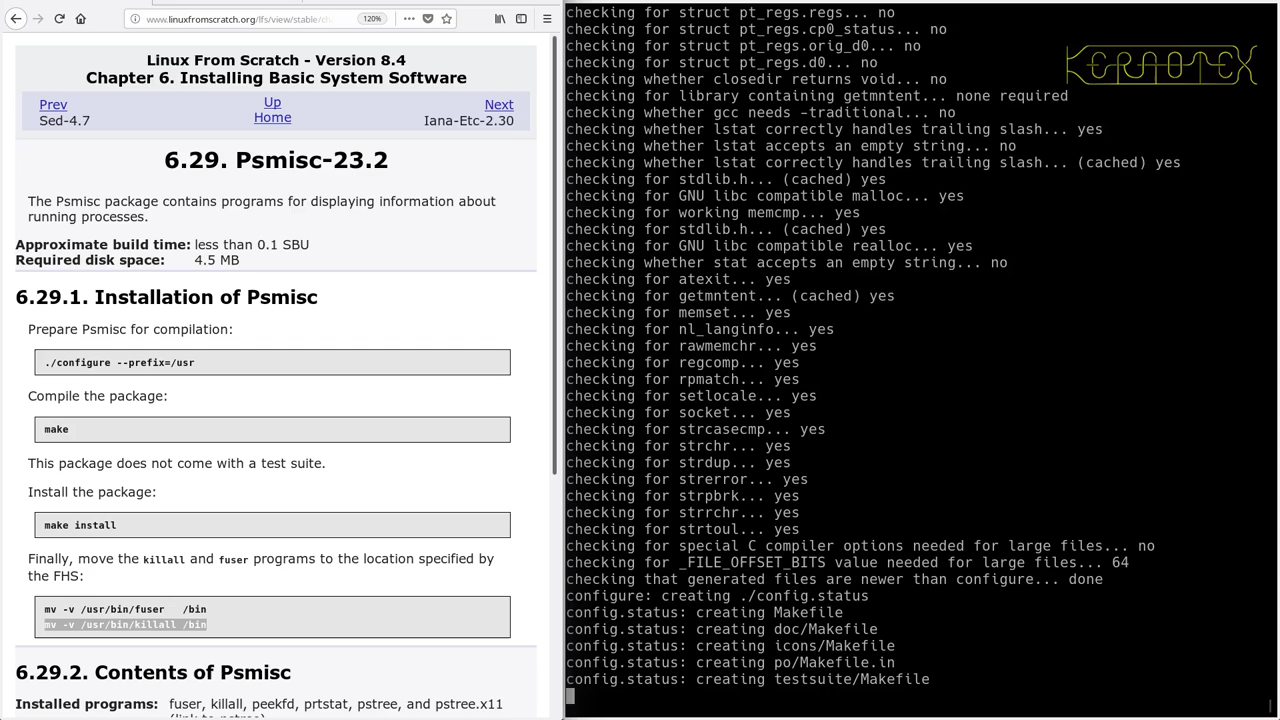 www.linuxfromscratch.org/lfs/view/stable/ch
120%
Linux From Scratch - Version 8.4
Chapter 6. Installing Basic System Software
Prev
Up
Next
Sed-4.7
Home
Iana-Etc-2.30
6.29. Psmisc-23.2
The Psmisc package contains programs for displaying information about
running processes.
Approximate build time: less than 0.1 SBU
Required disk space: 4.5 MB
6.29.1. Installation of Psmisc
Prepare Psmisc for compilation:
./configure --prefix=/usr
Compile the package:
make
This package does not come with a test suite.
Install the package:
make install
Finally, move the killall and fuser programs to the location specified by
the FHS:
mv -v /usr/bin/fuser /bin
mv -v /usr/bin/killall /bin
6.29.2. Contents of Psmisc
Installed programs: fuser, killall, peekfd, prtstat, pstree, and pstree.x11
(link to pstree)
checking for struct pt_regs.regs... no
checking for struct pt_regs.cp0_status... no
checking for struct pt_regs.orig_d0... no
checking for struct pt_regs.d0... no
checking whether closedir returns void... no
checking for library containing getmntent... none required
checking whether gcc needs -traditional... no
checking whether lstat correctly handles trailing slash... yes
checking whether lstat accepts an empty string... no
checking whether lstat correctly handles trailing slash... (cached) yes
checking for stdlib.h... (cached) yes
checking for GNU libc compatible malloc... yes
checking for working memcmp... yes
checking for stdlib.h... (cached) yes
checking for GNU libc compatible realloc... yes
checking whether stat accepts an empty string... no
checking for atexit... yes
checking for getmntent... (cached) yes
checking for memset... yes
checking for nl_langinfo... yes
checking for rawmemchr... yes
checking for regcomp... yes
checking for rpmatch... yes
checking for setlocale... yes
checking for socket... yes
checking for strcasecmp... yes
checking for strchr... yes
checking for strdup... yes
checking for strerror... yes
checking for strpbrk... yes
checking for strrchr... yes
checking for strtoul... yes
checking for special C compiler options needed for large files... no
checking for _FILE_OFFSET_BITS value needed for large files... 64
checking that generated files are newer than configure... done
configure: creating ./config.status
config.status: creating Makefile
config.status: creating doc/Makefile
config.status: creating icons/Makefile
config.status: creating po/Makefile.in
config.status: creating testsuite/Makefile